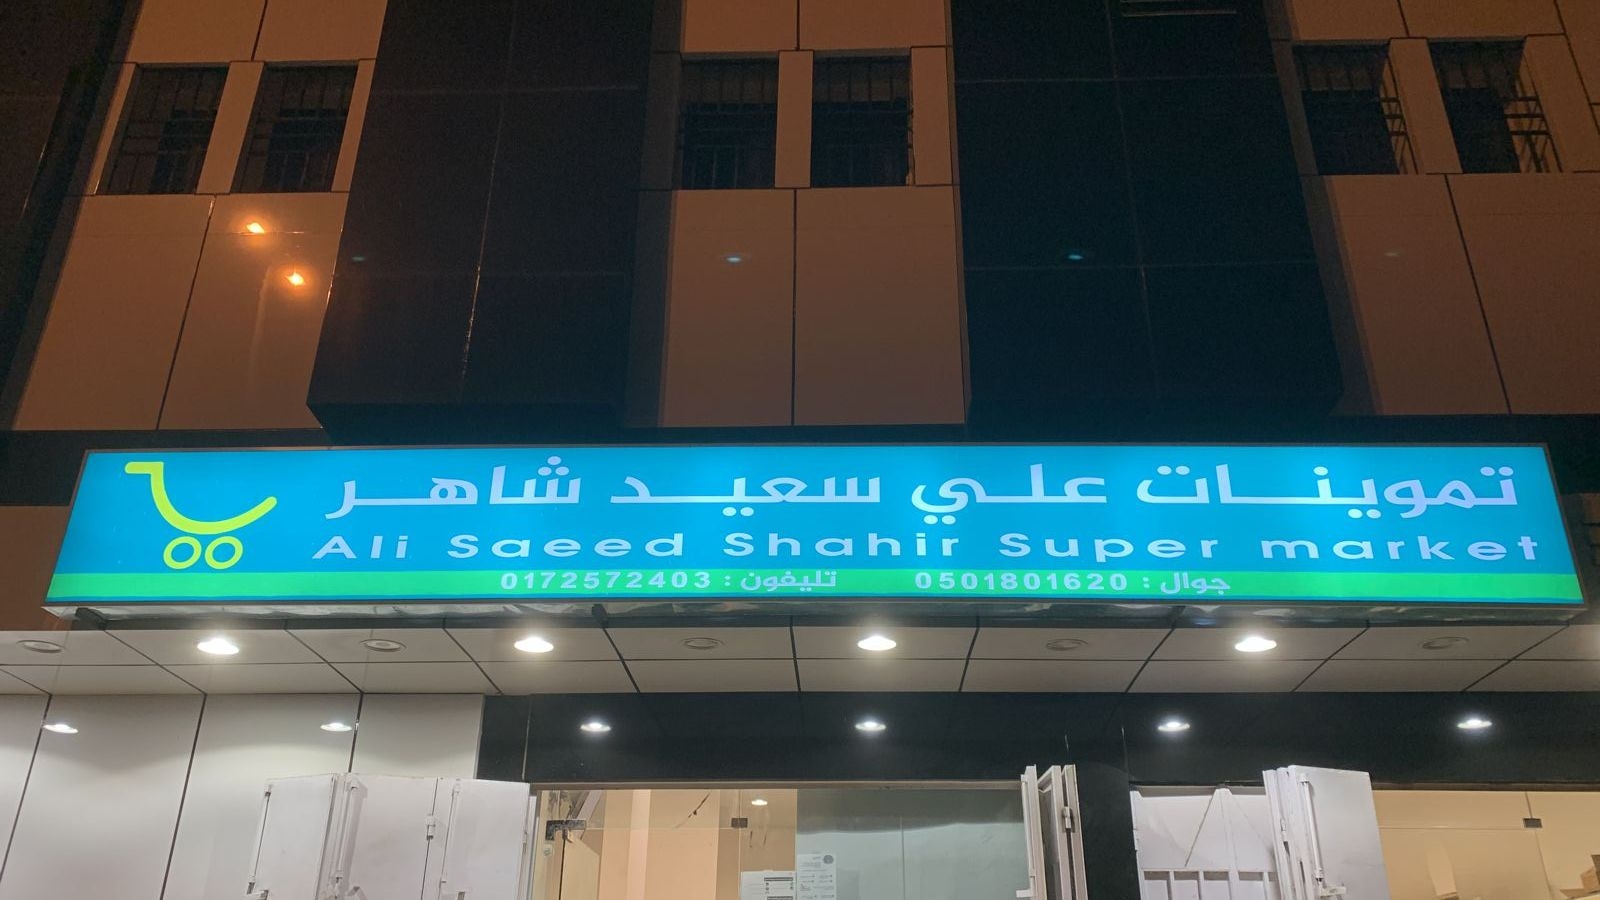 تموينات علي سعيد شاهر
Ali Saeed Shahir Super market
جوال : 0501801620 تليفون : 0172572403